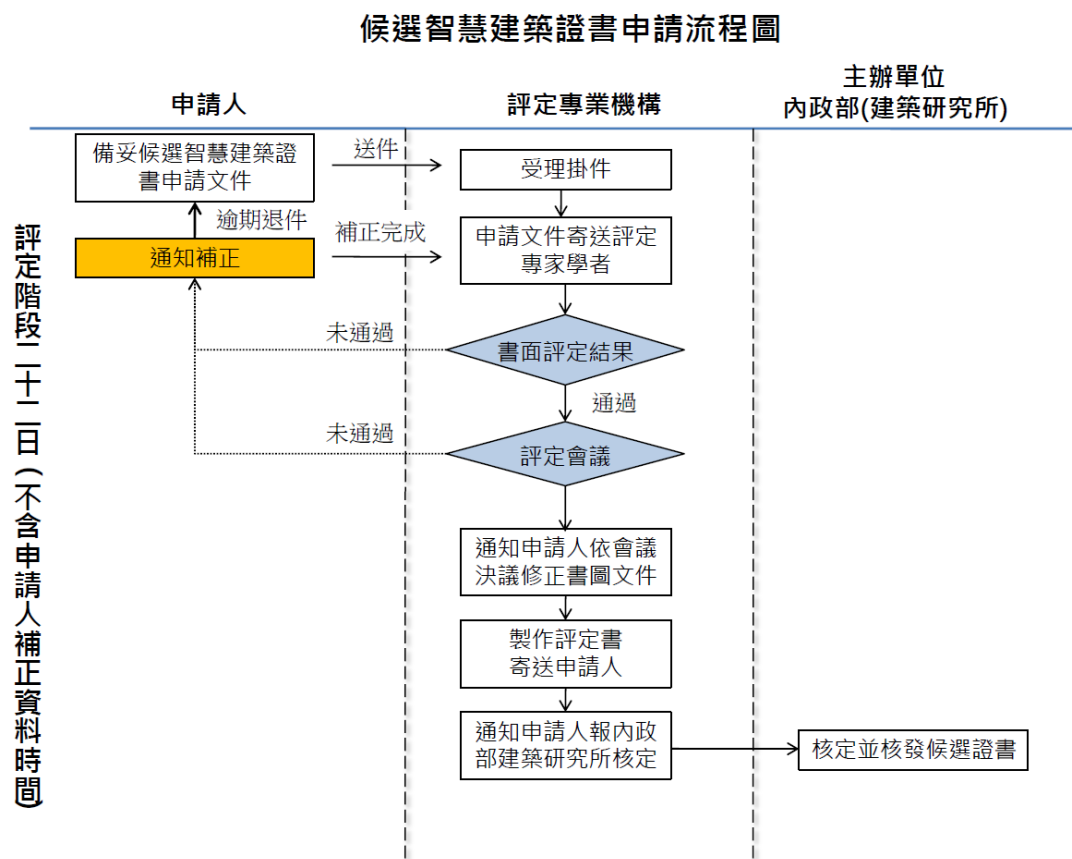 候選智慧建築證書申請流程圖
申請人
評定專業機構
主辦單位
內政部(建築研究所)
備妥候選智慧建築證
書申請文件
送件
受理掛件
逾期退件
通知補正
補正完成
申請文件寄送評定
專家學者
未通過
書面評定結果
通過
未通過
評定會議
通知申請人依會議
決議修正書圖文件
製作評定書
寄送申請人
通知申請人報內政
部建築研究所核定
核定並核發候選證書
評定階段二十二日(不含申請人補正資料時間)